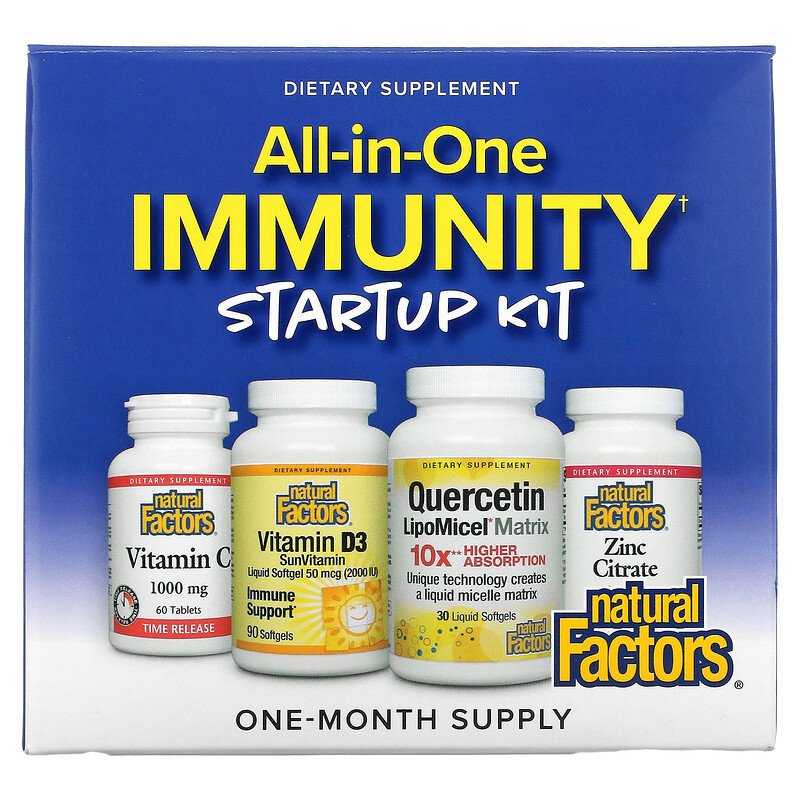 DIETARY SUPPLEMENT
All-in-One
IMMUNITY†
STARTUP KIT
DIETARY SUPPLEMENT
natural
Factors®
Vitamin C
1000 mg
60 Tablets
TIME RELEASE
DIETARY SUPPLEMENT
natural
Factors®
Vitamin D3
SunVitamin
Liquid Softgel 50 mcg (2000 IU)
Immune
Support*
90 Softgels
DIETARY SUPPLEMENT
Quercetin
LipoMicel* Matrix
10x** HIGHER
ABSORPTION
Unique technology creates
a liquid micelle matrix
30 Liquid Softgels
natural
Factors
DIETARY SUPPLEMENT
natural
Factors®
Zinc
Citrate
natural
Factors®
ONE-MONTH SUPPLY